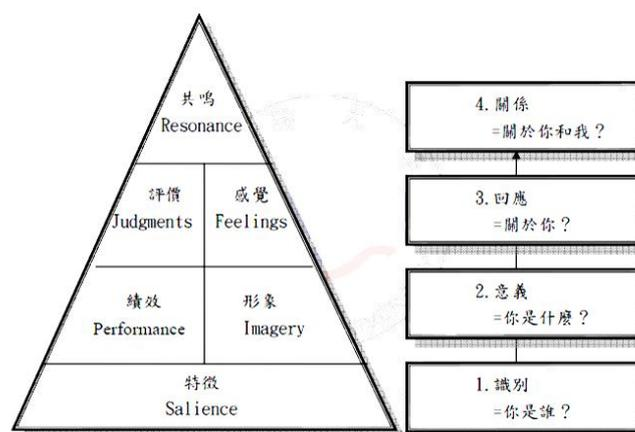 共鳴
Resonance
評價
Judgments
感覺
Feelings
績效
Performance
形象
Imagery
特徵
Salience
4.關係
=關於你和我？
3.回應
=關於你？
2.意義
=你是什麼？
1.識別
=你是誰？